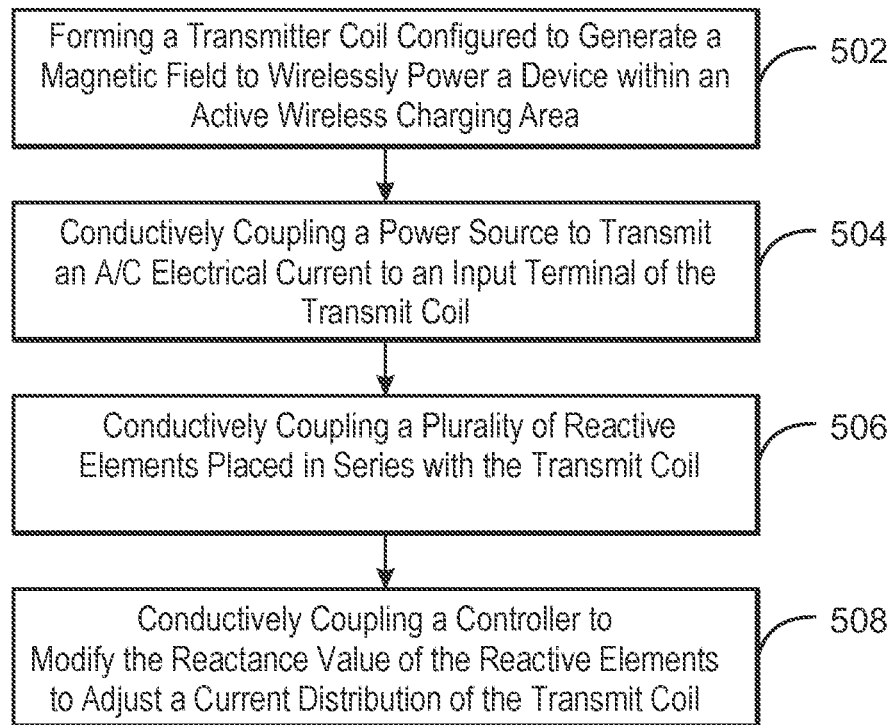 Forming a Transmitter Coil Configured to Generate a
Magnetic Field to Wirelessly Power a Device within an
Active Wireless Charging Area
502
Conductively Coupling a Power Source to Transmit
an A/C Electrical Current to an Input Terminal of the
Transmit Coil
504
Conductively Coupling a Plurality of Reactive
Elements Placed in Series with the Transmit Coil
506
Conductively Coupling a Controller to
Modify the Reactance Value of the Reactive Elements
to Adjust a Current Distribution of the Transmit Coil
508